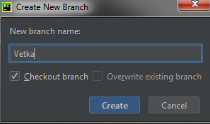 Create New Branch
New branch name:
Vetka
Checkout branch Overwrite existing branch
Create Cancel